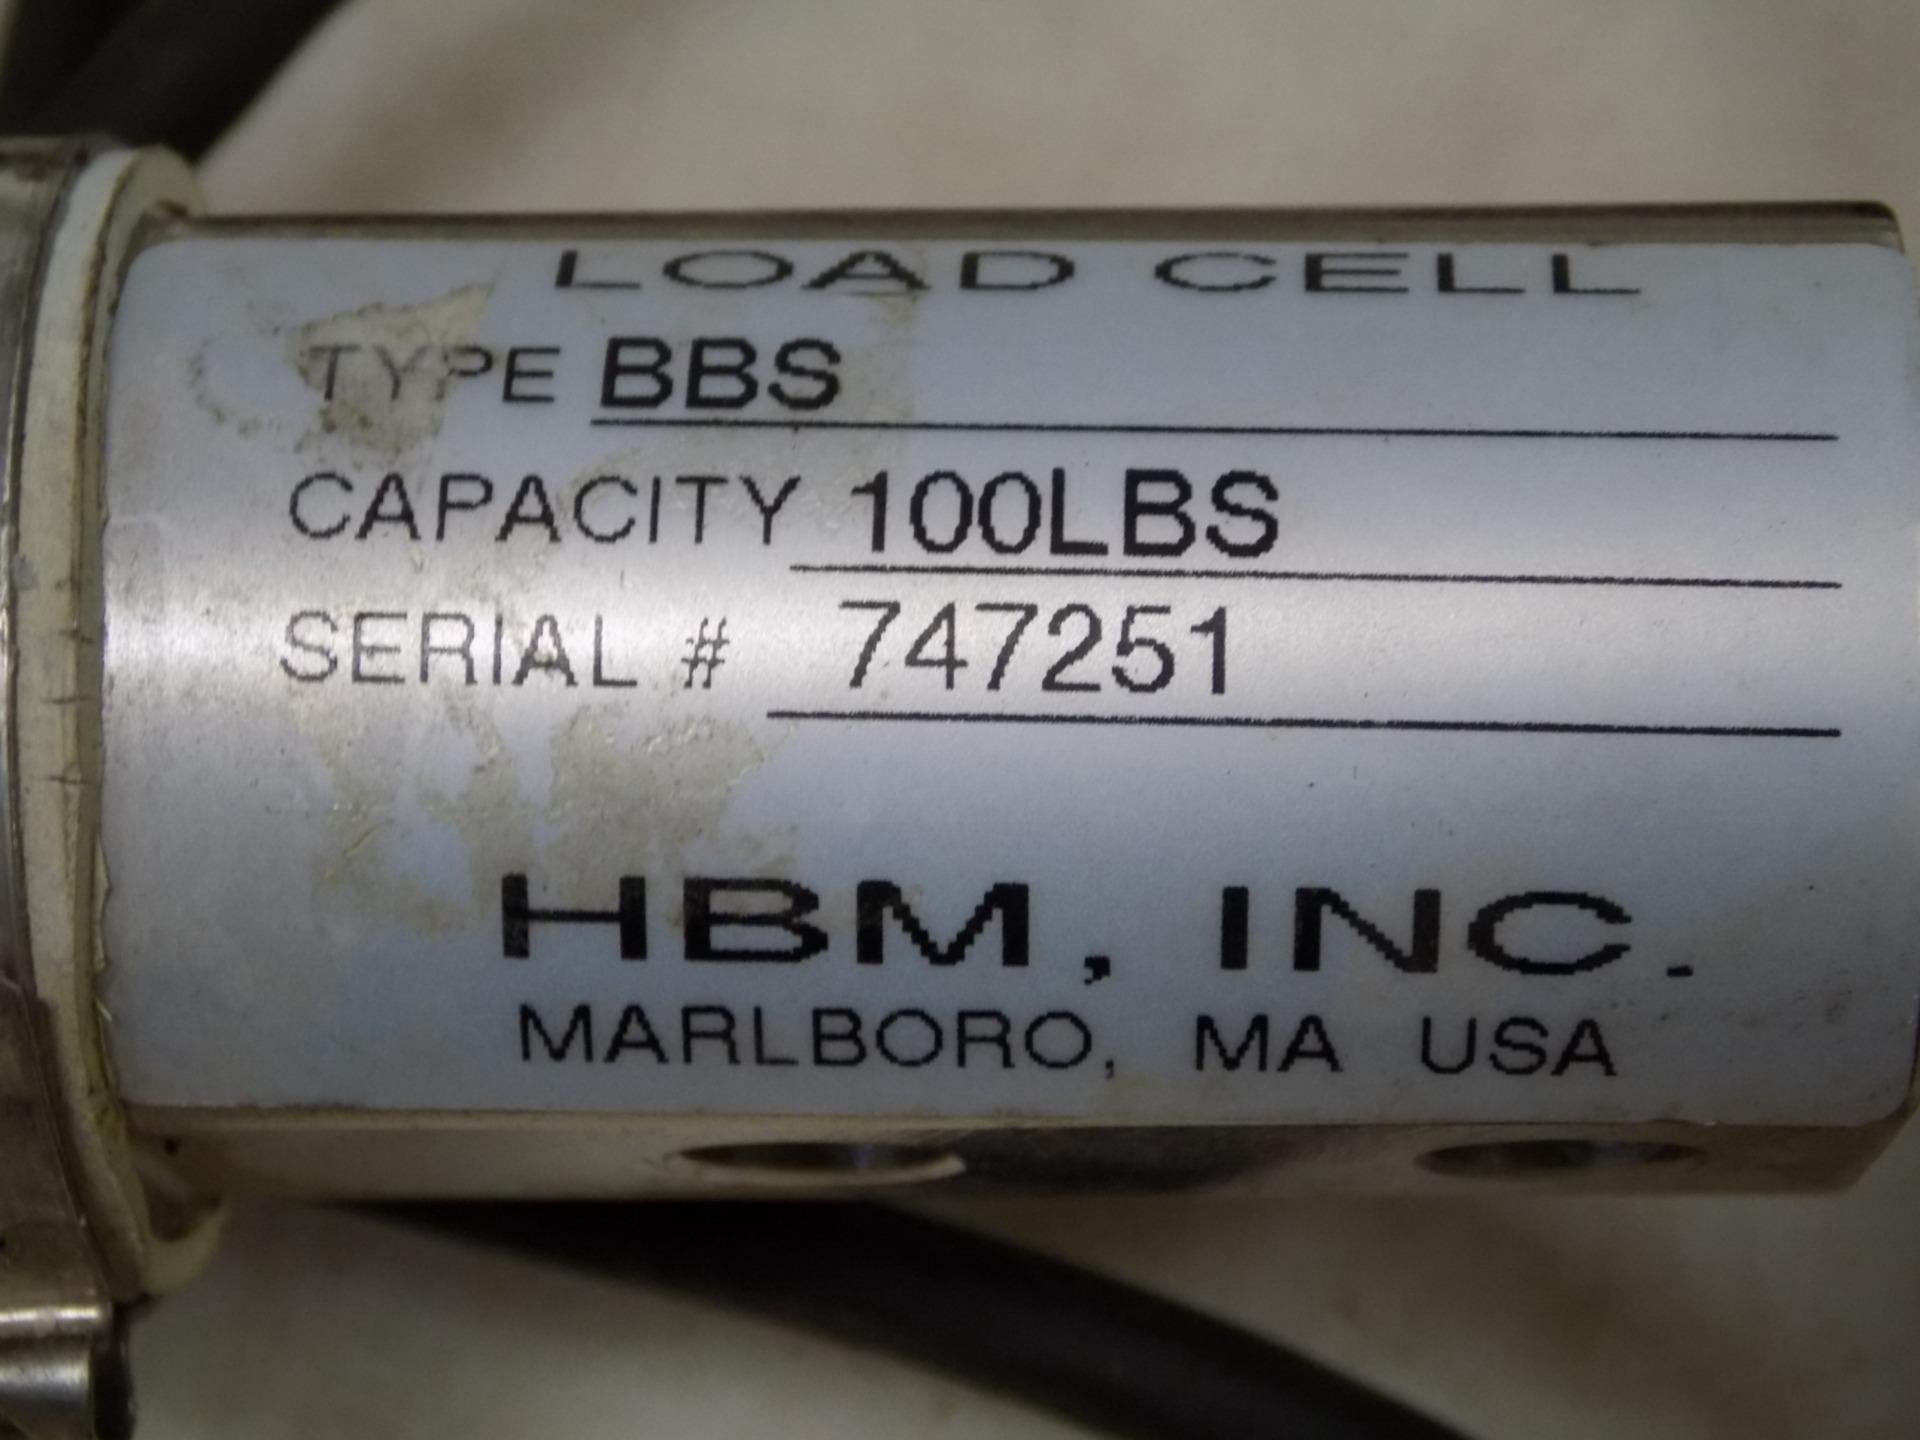 LOAD CELL
TYPE BBS
CAPACITY 100LBS
SERIAL # 747251
HBM, INC.
MARLBORO, MA USA